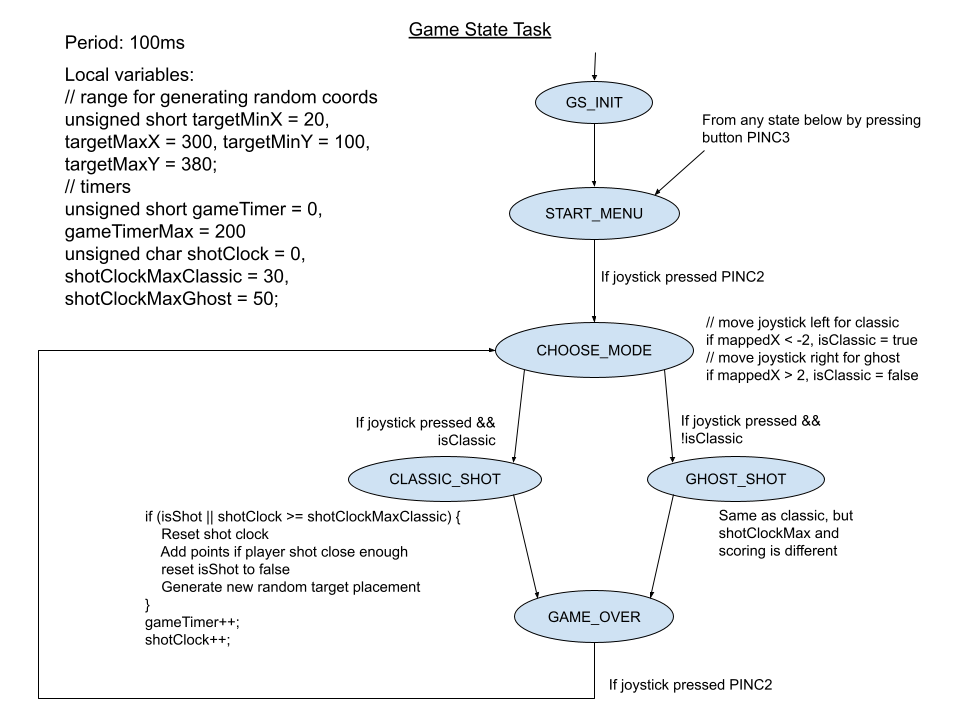 Game State Task
Period: 100ms
Local variables:
// range for generating random coords
unsigned short targetMinX = 20,
targetMaxX = 300, targetMinY = 100,
targetMaxY = 380;
// timers
unsigned short gameTimer = 0,
gameTimerMax = 200
unsigned char shotClock = 0,
shotClockMaxClassic = 30,
shotClockMaxGhost = 50;
GS_INIT
From any state below by pressing
button PINC3
START_MENU
If joystick pressed PINC2
CHOOSE_MODE
// move joystick left for classic
if mappedX < -2, isClassic = true
// move joystick right for ghost
if mappedX > 2, isClassic = false
If joystick pressed &&
isClassic
If joystick pressed &&
!isClassic
CLASSIC_SHOT
GHOST_SHOT
if (isShot || shotClock >= shotClockMaxClassic) {
Reset shot clock
Add points if player shot close enough
reset isShot to false
Generate new random target placement
}
gameTimer++;
shotClock++;
Same as classic, but
shotClockMax and
scoring is different
GAME_OVER
If joystick pressed PINC2